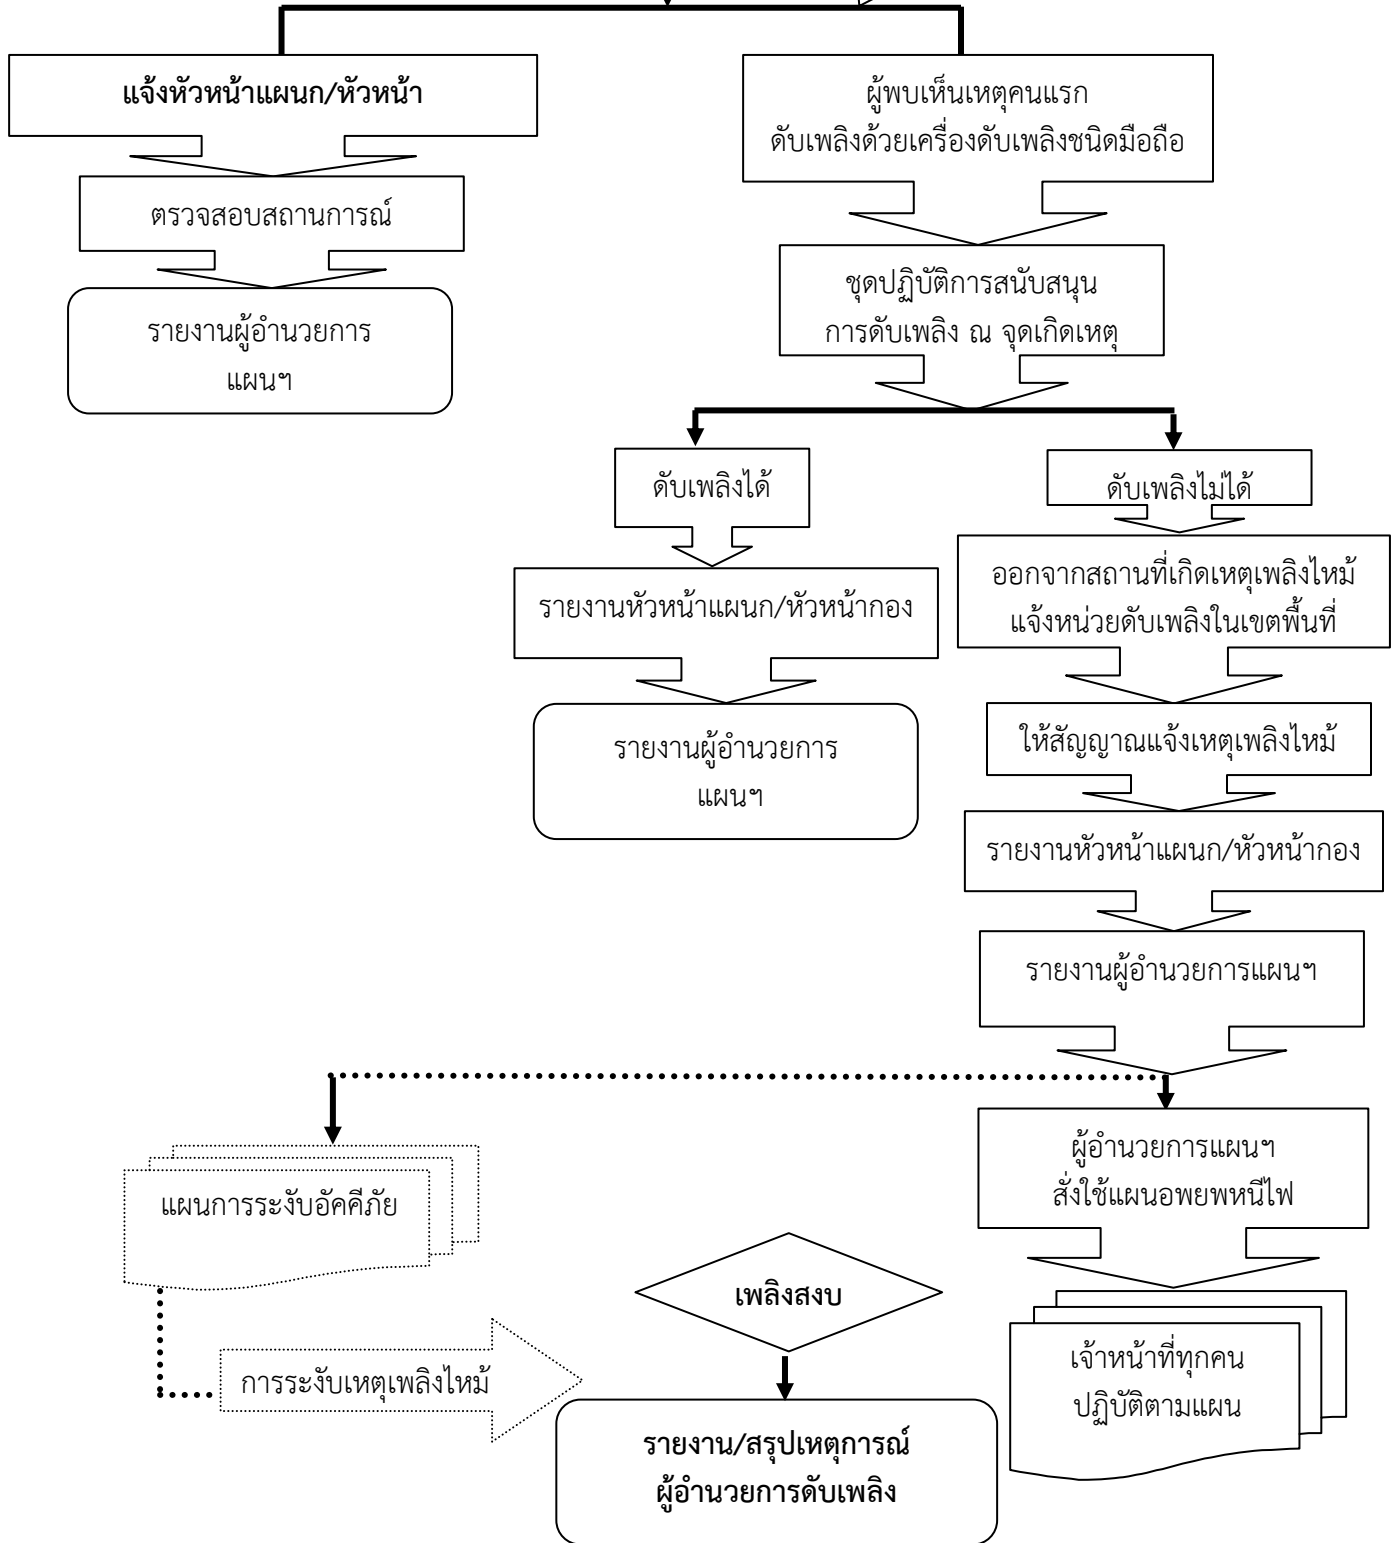 แจ้งหัวหน้าแผนก/หัวหน้า
ผู้พบเห็นเหตุคนแรก
ดับเพลิงด้วยเครื่องดับเพลิงชนิดมือถือ
ตรวจสอบสถานการณ์
รายงานผู้อำนวยการ
แผนฯ
ชุดปฏิบัติการสนับสนุน
การดับเพลิง ณ จุดเกิดเหตุ
ดับเพลิงได้
ดับเพลิงไม่ได้
รายงานหัวหน้าแผนก/หัวหน้ากอง
รายงานผู้อำนวยการ
แผนฯ
ออกจากสถานที่เกิดเหตุเพลิงไหม้
แจ้งหน่วยดับเพลิงในเขตพื้นที่
ให้สัญญาณแจ้งเหตุเพลิงไหม้
รายงานหัวหน้าแผนก/หัวหน้ากอง
รายงานผู้อำนวยการแผนฯ
ผู้อำนวยการแผนฯ
สั่งใช้แผนอพยพหนีไฟ
แผนการระงับอัคคีภัย
เพลิงสงบ
การระงับเหตุเพลิงไหม้
เจ้าหน้าที่ทุกคน
ปฏิบัติตามแผน
รายงาน/สรุปเหตุการณ์
ผู้อำนวยการดับเพลิง